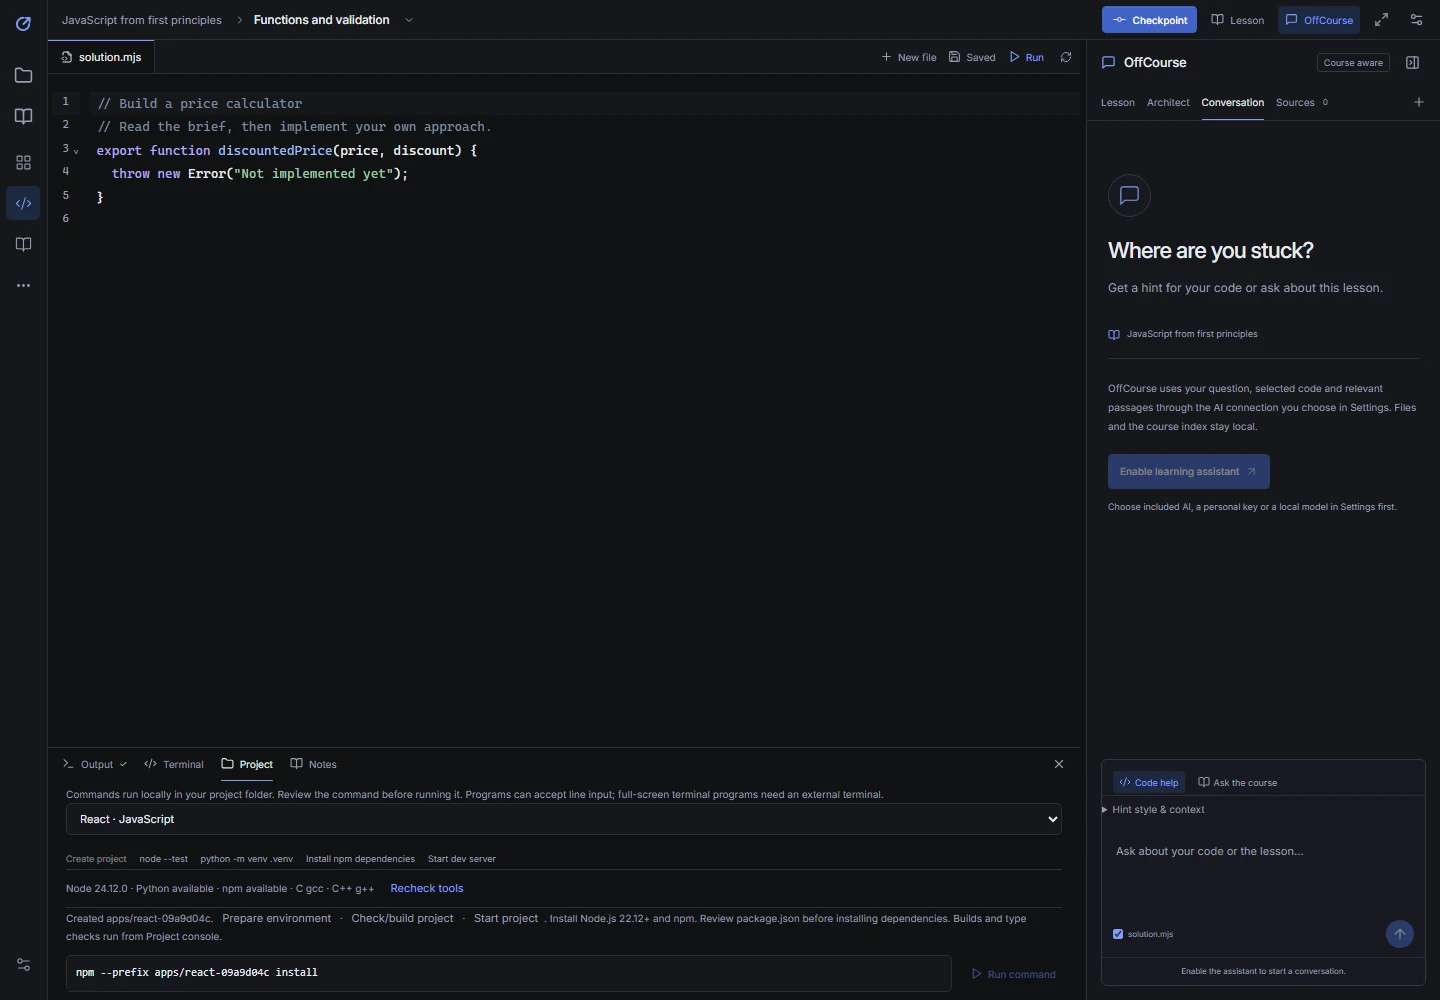 JavaScript from first principles > Functions and validation
Checkpoint Lesson OffCourse
solution.mjs
New file Saved Run
1 // Build a price calculator
2 // Read the brief, then implement your own approach.
3 export function discountedPrice(price, discount) {
4 throw new Error("Not implemented yet");
5 }
6
Output Terminal Project Notes
Commands run locally in your project folder. Review the command before running it. Programs can accept line input; full-screen terminal programs need an external terminal.
React · JavaScript
Create project node --test python -m venv .venv Install npm dependencies Start dev server
Node 24.12.0 · Python available · npm available · C gcc · C++ g++ Recheck tools
Created apps/react-09a9d04c. Prepare environment · Check/build project · Start project . Install Node.js 22.12+ and npm. Review package.json before installing dependencies. Builds and type
checks run from Project console.
npm --prefix apps/react-09a9d04c install
Run command
OffCourse
Course aware
Lesson Architect Conversation Sources 0
Where are you stuck?
Get a hint for your code or ask about this lesson.
JavaScript from first principles
OffCourse uses your question, selected code and relevant
passages through the AI connection you choose in Settings. Files
and the course index stay local.
Enable learning assistant
Choose included AI, a personal key or a local model in Settings first.
Code help Ask the course
Hint style & context
Ask about your code or the lesson...
solution.mjs
Enable the assistant to start a conversation.